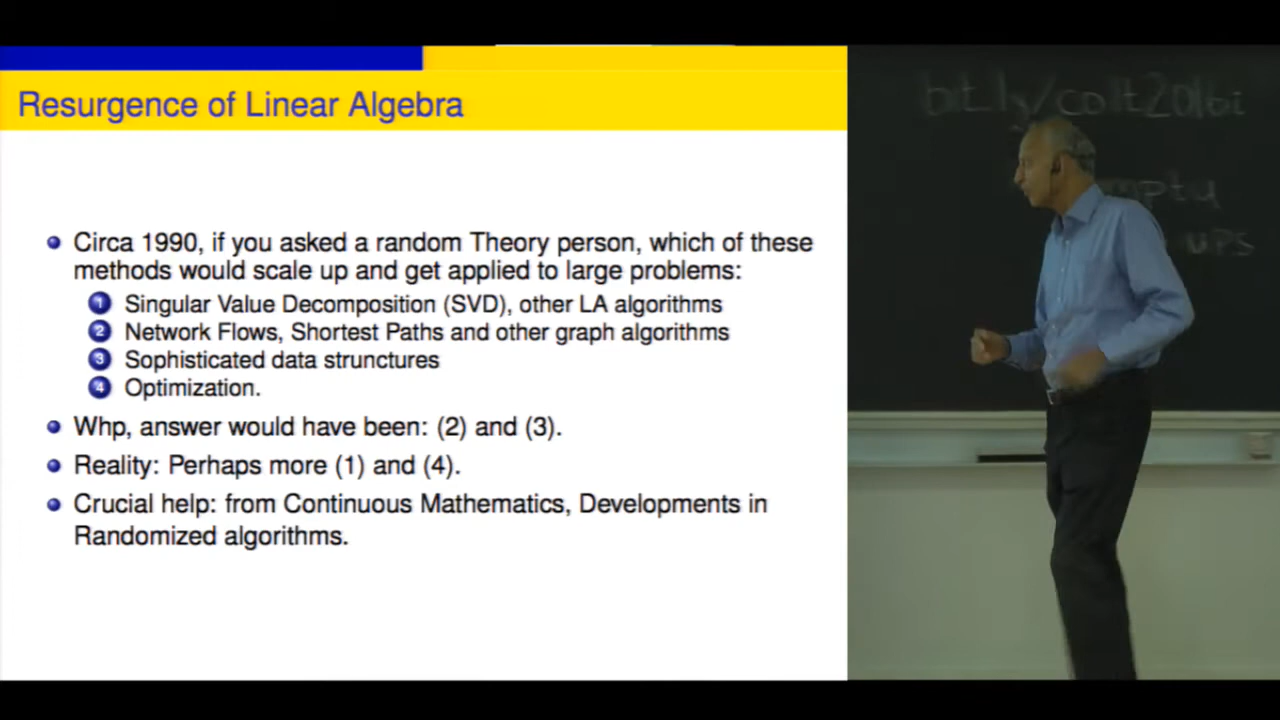 Resurgence of Linear Algebra
Circa 1990, if you asked a random Theory person, which of these
methods would scale up and get applied to large problems:
1 Singular Value Decomposition (SVD), other LA algorithms
2 Network Flows, Shortest Paths and other graph algorithms
3 Sophisticated data strunctures
4 Optimization.
Whp, answer would have been: (2) and (3).
Reality: Perhaps more (1) and (4).
Crucial help: from Continuous Mathematics, Developments in
Randomized algorithms.
bit.ly/colt2016i
ups